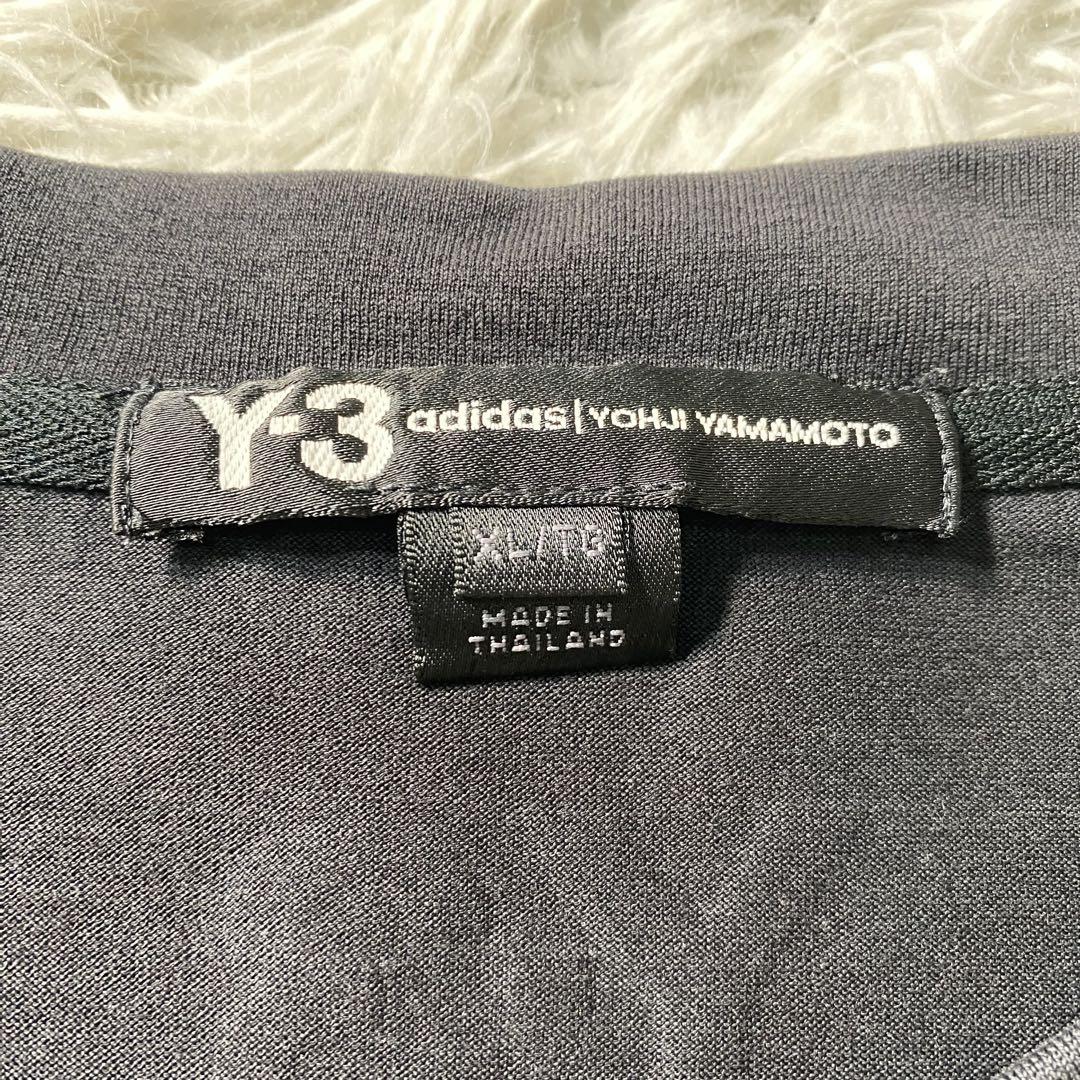 Y-3 adidas | YOHJI YAMAMOTO
XL/TG
MADE IN
THAILAND